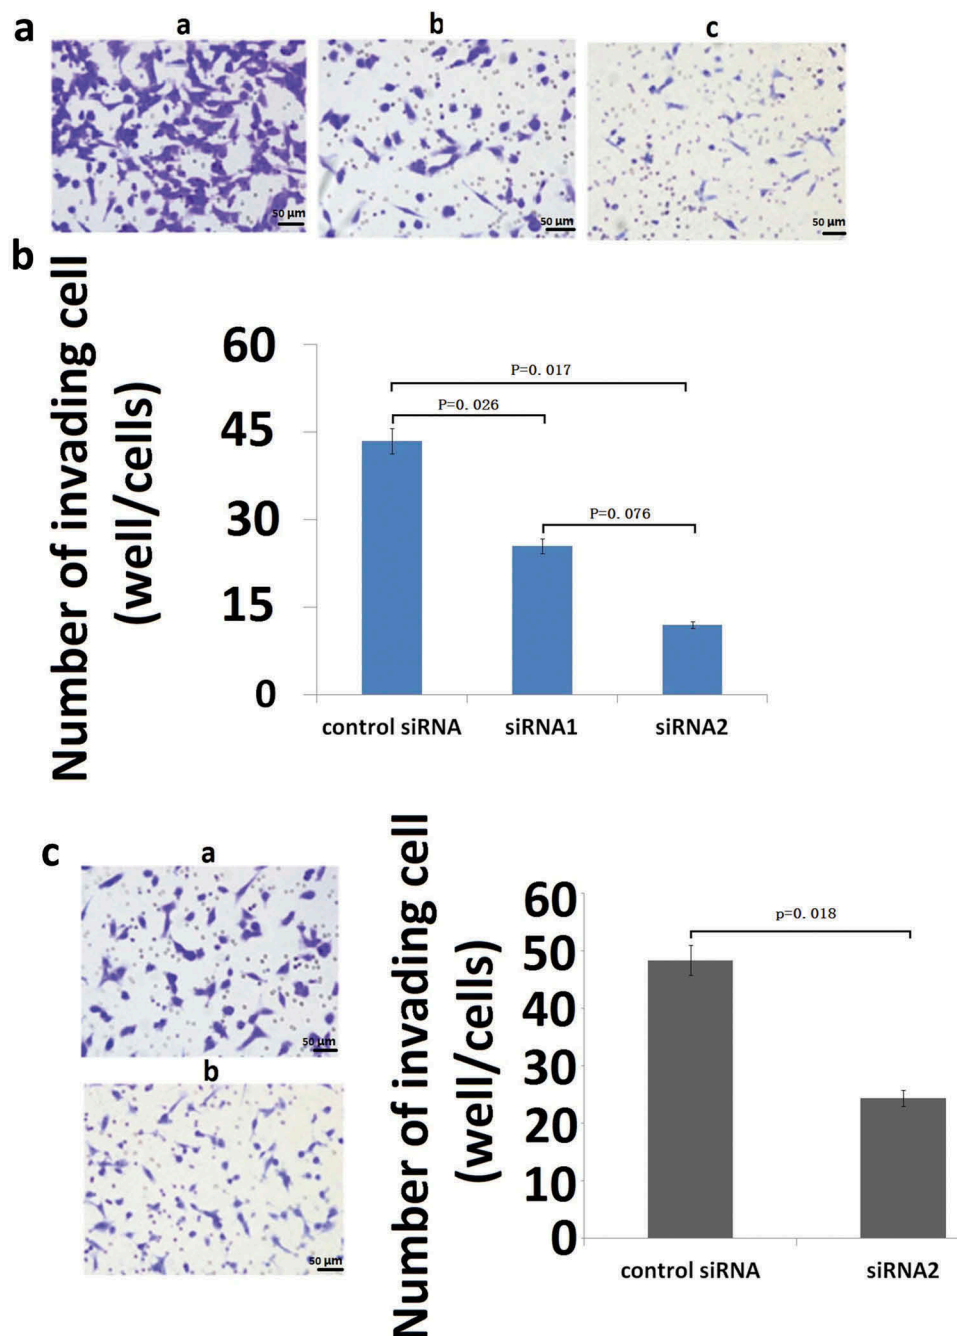 a
a
b
c
50 µm
50 µm
50 µm
b
Number of invading cell
(well/cells)
60
45
30
15
0
P=0. 017
P=0. 026
P=0. 076
control siRNA
siRNA1
siRNA2
c
a
50 µm
b
50 µm
Number of invading cell
(well/cells)
60
50
40
30
20
10
0
p=0. 018
control siRNA
siRNA2